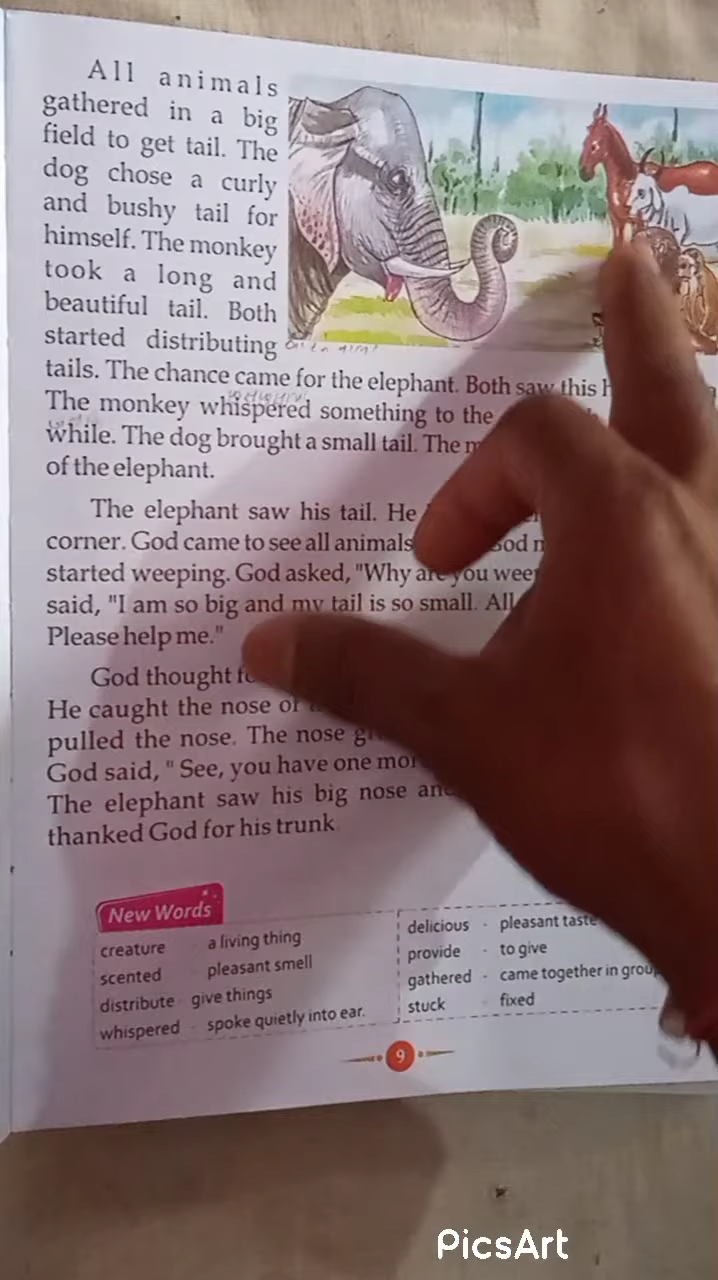 All animals
gathered in a big
field to get tail. The
dog chose a curly
and bushy tail for
himself. The monkey
took a long and
beautiful tail. Both
started distributing
tails. The chance came for the elephant. Both saw this
The monkey whispered something to the
while. The dog brought a small tail. The
of the elephant.
The elephant saw his tail. He
corner. God came to see all animals God
started weeping. God asked, "Why are you
said, "I am so big and my tail is so small. All
Please help me."
God thought
He caught the nose of
pulled the nose. The nose
God said, " See, you have one
The elephant saw his big nose and
thanked God for his trunk
New Words
creature a living thing
scented pleasant smell
distribute give things
whispered - spoke quietly into ear.
delicious - pleasant taste
provide - to give
gathered - came together in group
stuck - fixed
9
PicsArt